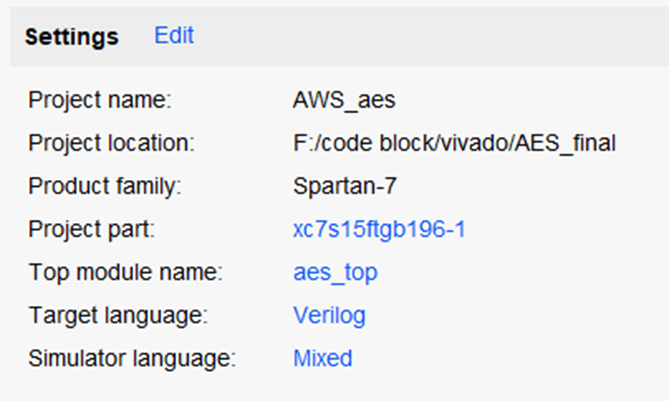 Settings Edit
Project name: AWS_aes
Project location: F:/code block/vivado/AES_final
Product family: Spartan-7
Project part: xc7s15ftgb196-1
Top module name: aes_top
Target language: Verilog
Simulator language: Mixed